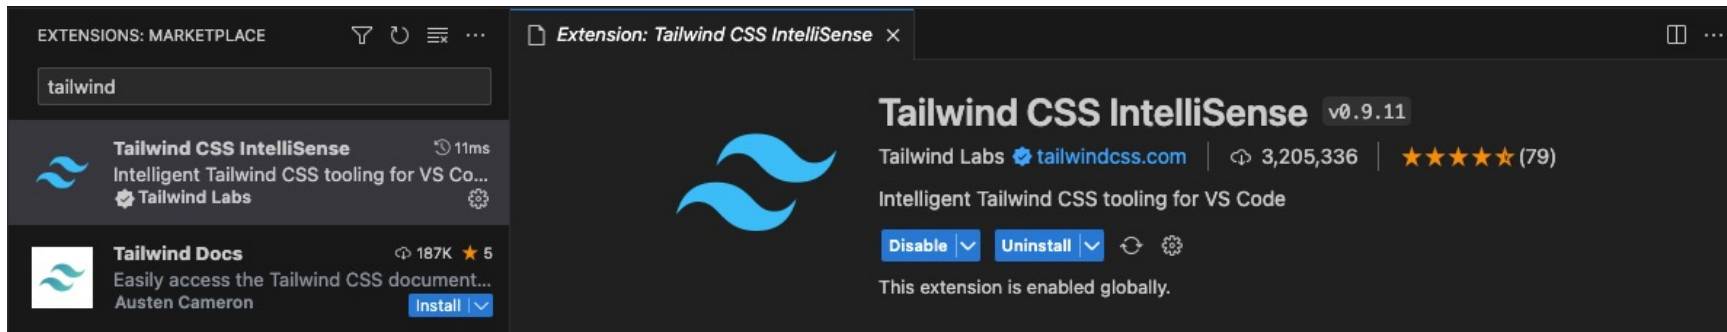 EXTENSIONS: MARKETPLACE
tailwind
Tailwind CSS IntelliSense 11ms
Intelligent Tailwind CSS tooling for VS Co...
Tailwind Labs
Tailwind Docs 187K 5
Easily access the Tailwind CSS document...
Austen Cameron Install
Extension: Tailwind CSS IntelliSense
Tailwind CSS IntelliSense v0.9.11
Tailwind Labs tailwindcss.com 3,205,336 (79)
Intelligent Tailwind CSS tooling for VS Code
Disable Uninstall
This extension is enabled globally.